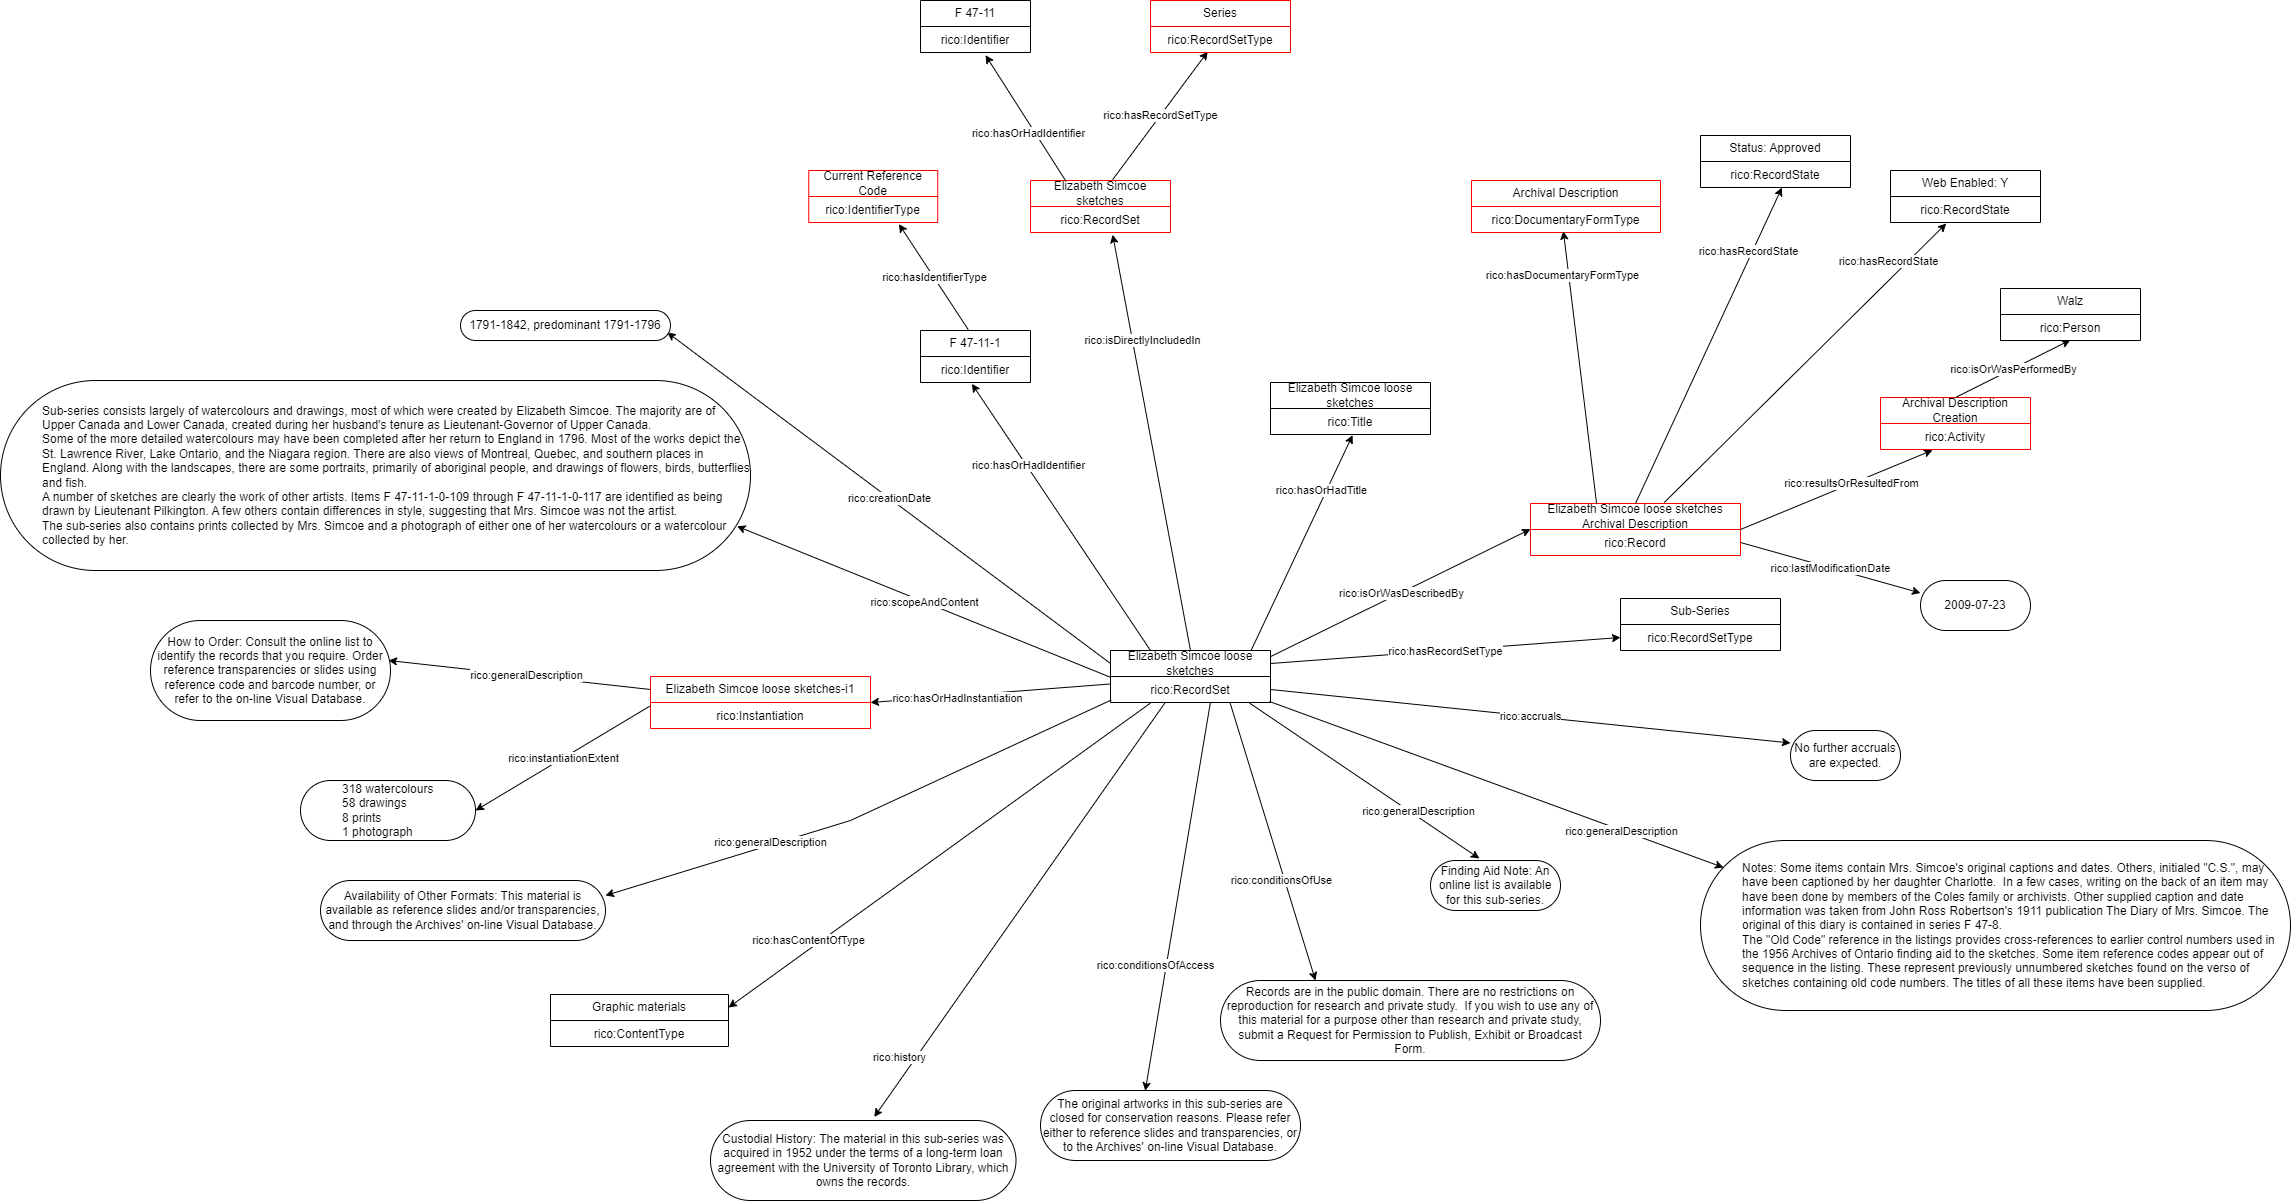 F 47-11
rico:Identifier
Series
rico:RecordSetType
rico:hasRecordSetType
rico:hasOrHadIdentifier
Current Reference
Code
rico:IdentifierType
Elizabeth Simcoe
sketches
rico:RecordSet
Archival Description
rico:DocumentaryFormType
Status: Approved
rico:RecordState
Web Enabled: Y
rico:RecordState
rico:hasIdentifierType
rico:hasDocumentaryFormType
rico:hasRecordState
rico:hasRecordState
Walz
rico:Person
1791-1842, predominant 1791-1796
F 47-11-1
rico:Identifier
rico:isDirectlyIncludedIn
rico:isOrWasPerformedBy
Elizabeth Simcoe loose
sketches
rico:Title
Archival Description
Creation
rico:Activity
Sub-series consists largely of watercolours and drawings, most of which were created by Elizabeth Simcoe. The majority are of
Upper Canada and Lower Canada, created during her husband's tenure as Lieutenant-Governor of Upper Canada.
Some of the more detailed watercolours may have been completed after her return to England in 1796. Most of the works depict the
St. Lawrence River, Lake Ontario, and the Niagara region. There are also views of Montreal, Quebec, and southern places in
England. Along with the landscapes, there are some portraits, primarily of aboriginal people, and drawings of flowers, birds, butterflies
and fish.
A number of sketches are clearly the work of other artists. Items F 47-11-1-0-109 through F 47-11-1-0-117 are identified as being
drawn by Lieutenant Pilkington. A few others contain differences in style, suggesting that Mrs. Simcoe was not the artist.
The sub-series also contains prints collected by Mrs. Simcoe and a photograph of either one of her watercolours or a watercolour
collected by her.
rico:creationDate
rico:hasOrHadIdentifier
rico:hasOrHadTitle
rico:resultsOrResultedFrom
Elizabeth Simcoe loose sketches
Archival Description
rico:Record
rico:lastModificationDate
2009-07-23
rico:scopeAndContent
rico:isOrWasDescribedBy
Sub-Series
rico:RecordSetType
rico:hasRecordSetType
How to Order: Consult the online list to
identify the records that you require. Order
reference transparencies or slides using
reference code and barcode number, or
refer to the on-line Visual Database.
rico:generalDescription
Elizabeth Simcoe loose sketches-i1
rico:Instantiation
rico:hasOrHadInstantiation
Elizabeth Simcoe loose
sketches
rico:RecordSet
rico:accruals
No further accruals
are expected.
rico:instantiationExtent
318 watercolours
58 drawings
8 prints
1 photograph
rico:generalDescription
rico:generalDescription
rico:generalDescription
Availability of Other Formats: This material is
available as reference slides and/or transparencies,
and through the Archives' on-line Visual Database.
rico:conditionsOfUse
Finding Aid Note: An
online list is available
for this sub-series.
Notes: Some items contain Mrs. Simcoe's original captions and dates. Others, initialed "C.S.", may
have been captioned by her daughter Charlotte.  In a few cases, writing on the back of an item may
have been done by members of the Coles family or archivists. Other supplied caption and date
information was taken from John Ross Robertson's 1911 publication The Diary of Mrs. Simcoe. The
original of this diary is contained in series F 47-8.
The "Old Code" reference in the listings provides cross-references to earlier control numbers used in
the 1956 Archives of Ontario finding aid to the sketches. Some item reference codes appear out of
sequence in the listing. These represent previously unnumbered sketches found on the verso of
sketches containing old code numbers. The titles of all these items have been supplied.
rico:hasContentOfType
rico:conditionsOfAccess
Graphic materials
rico:ContentType
Records are in the public domain. There are no restrictions on
reproduction for research and private study.  If you wish to use any of
this material for a purpose other than research and private study,
submit a Request for Permission to Publish, Exhibit or Broadcast
Form.
rico:history
The original artworks in this sub-series are
closed for conservation reasons. Please refer
either to reference slides and transparencies, or
to the Archives' on-line Visual Database.
Custodial History: The material in this sub-series was
acquired in 1952 under the terms of a long-term loan
agreement with the University of Toronto Library, which
owns the records.